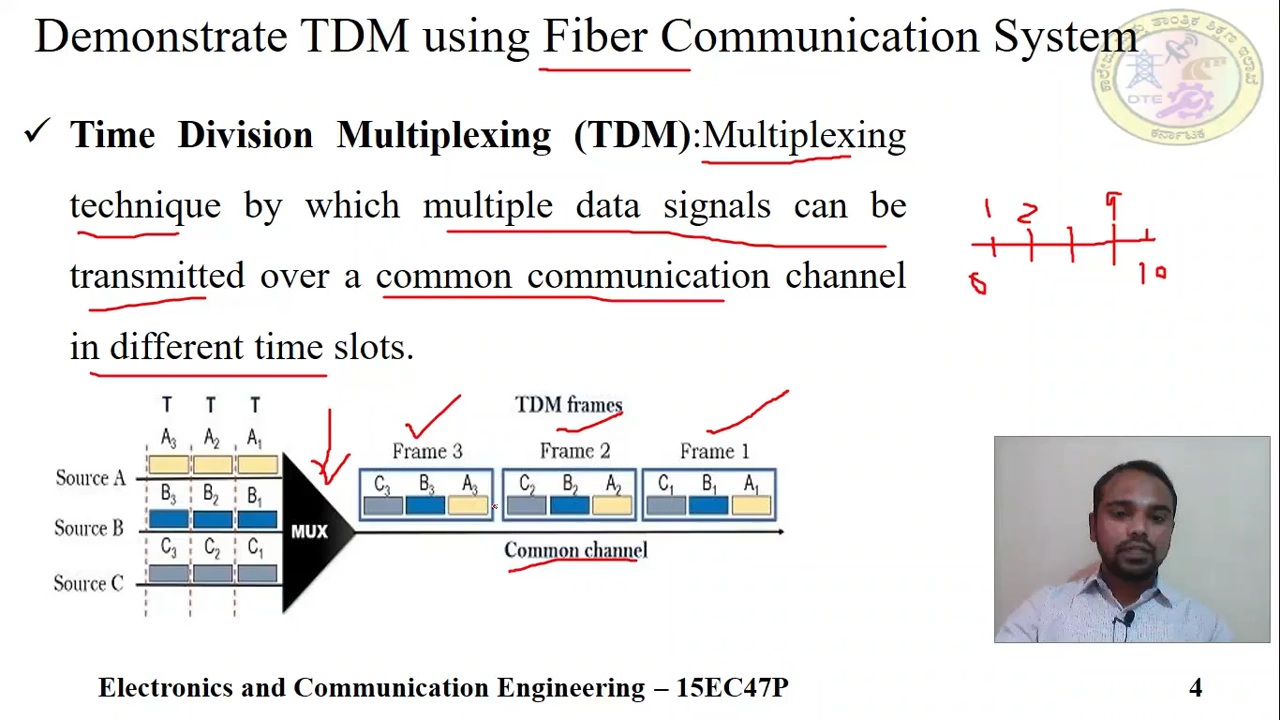 Demonstrate TDM using Fiber Communication System
✓ Time Division Multiplexing (TDM):Multiplexing
technique by which multiple data signals can be
transmitted over a common communication channel
in different time slots.
1 2 9
0 10
T T T
A3 A2 A1
Source A
B3 B2 B1
Source B
C3 C2 C1
Source C
MUX
TDM frames
Frame 3 Frame 2 Frame 1
C3 B3 A3 C2 B2 A2 C1 B1 A1
Common channel
DTE
ಕರ್ನಾಟಕ
Electronics and Communication Engineering – 15EC47P
4